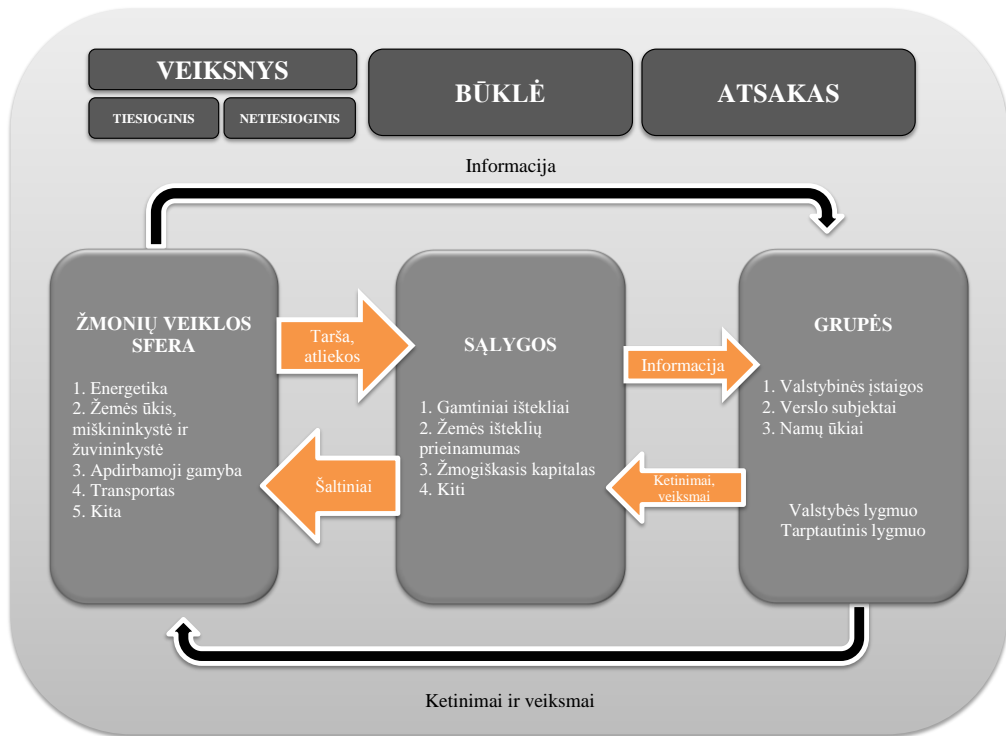 VEIKSNYS
TIESIOGINIS
NETIESIOGINIS
BŪKLĖ
ATSAKAS
Informacija
ŽMONIŲ VEIKLOS
SFERA
1. Energetika
2. Žemės ūkis,
miškininkystė ir
žuvininkystė
3. Apdirbamoji gamyba
4. Transportas
5. Kita
Tarša,
atliekos
Šaltiniai
SĄLYGOS
1. Gamtiniai ištekliai
2. Žemės išteklių
prieinamumas
3. Žmogiškasis kapitalas
4. Kiti
Informacija
Ketinimai,
veiksmai
GRUPĖS
1. Valstybinės įstaigos
2. Verslo subjektai
3. Namų ūkiai
Valstybės lygmuo
Tarptautinis lygmuo
Ketinimai ir veiksmai